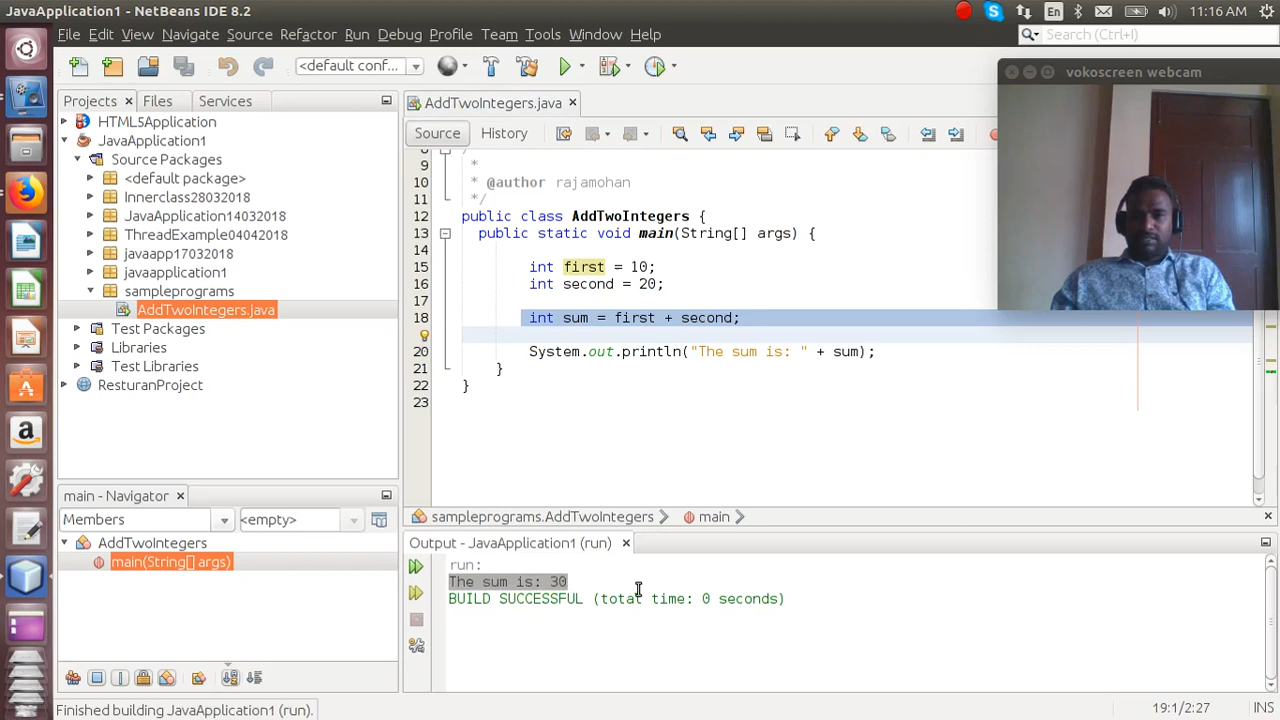 JavaApplication1 - NetBeans IDE 8.2
En
11:16 AM
File Edit View Navigate Source Refactor Run Debug Profile Team Tools Window Help
Search (Ctrl+I)
<default conf...
vokoscreen webcam
Projects
Files
Services
AddTwoIntegers.java
HTML5Application
JavaApplication1
Source Packages
<default package>
Innerclass28032018
JavaApplication14032018
ThreadExample04042018
javaapp17032018
javaapplication1
sampleprograms
AddTwoIntegers.java
Test Packages
Libraries
Test Libraries
ResturanProject
Source
History
8 /*
9 *
10 * @author rajamohan
11 */
12 public class AddTwoIntegers {
13 public static void main(String[] args) {
14
15 int first = 10;
16 int second = 20;
17
18 int sum = first + second;
20 System.out.println("The sum is: " + sum);
21 }
22 }
23
main - Navigator
Members
<empty>
AddTwoIntegers
main(String[] args)
sampleprograms.AddTwoIntegers
main
Output - JavaApplication1 (run)
run:
The sum is: 30
BUILD SUCCESSFUL (total time: 0 seconds)
Finished building JavaApplication1 (run).
19:1/2:27
INS